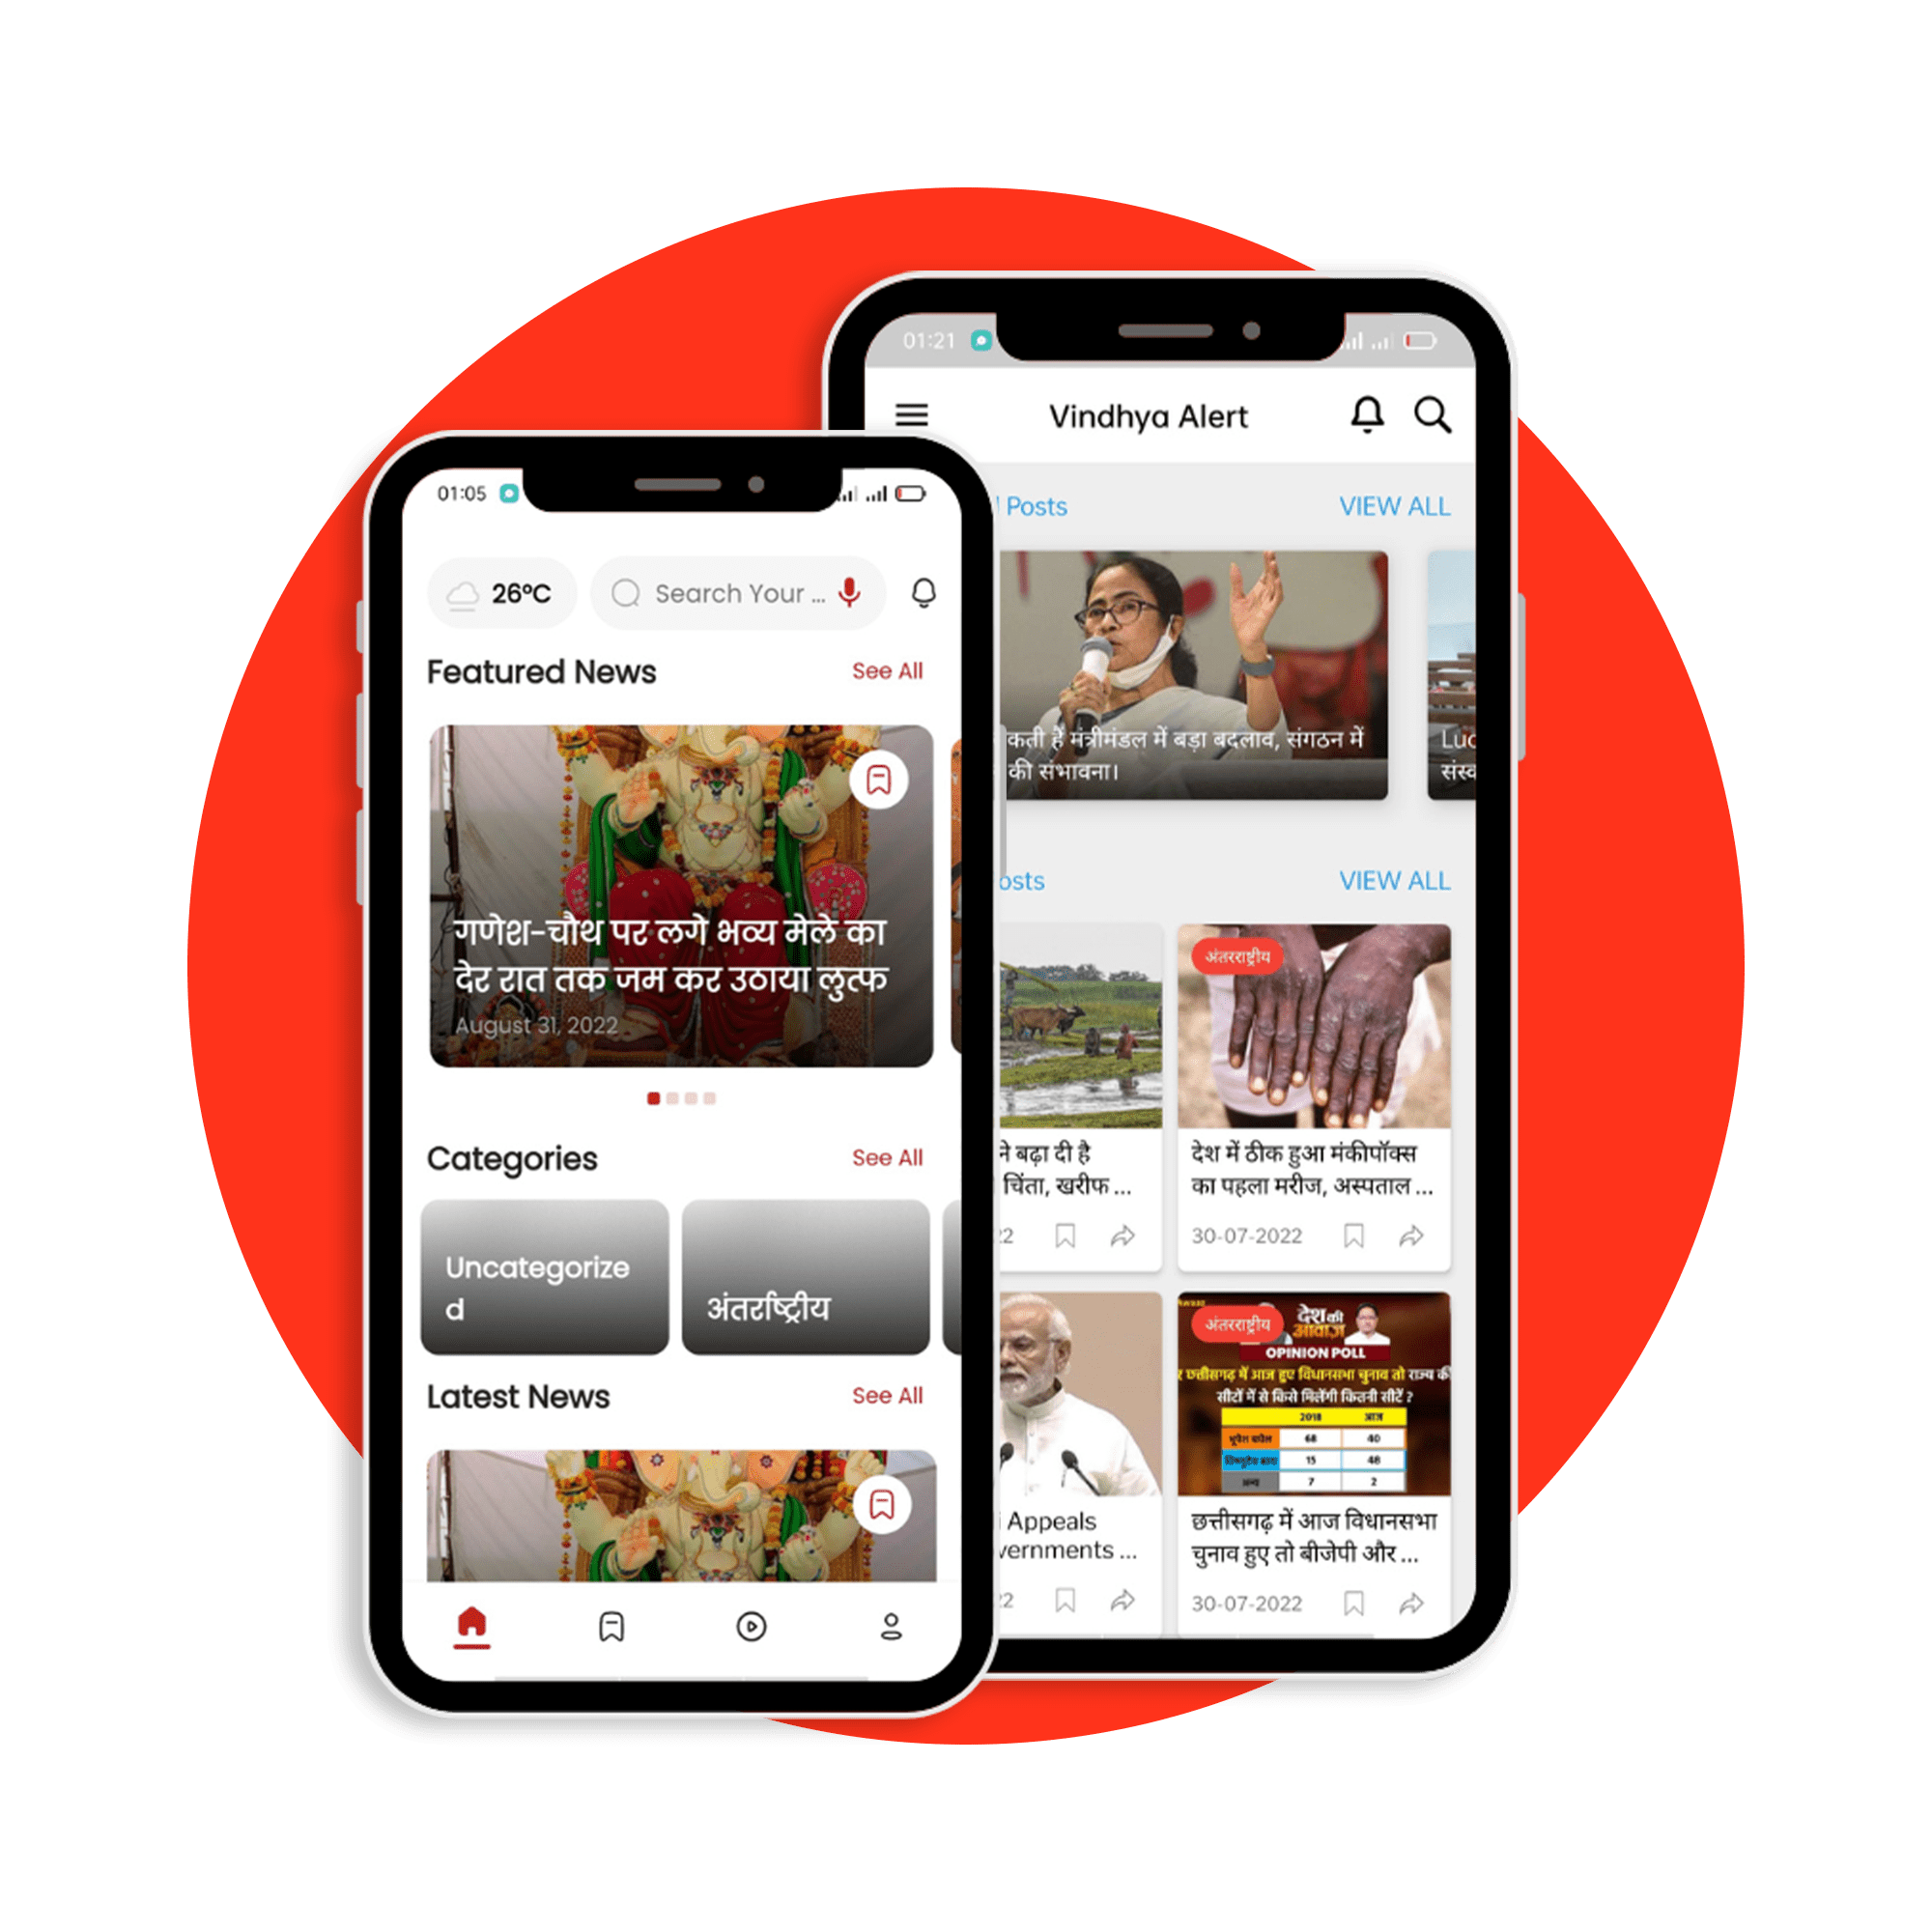 01:21
Vindhya Alert
Posts
VIEW ALL
कती हैं मंत्रीमंडल में बड़ा बदलाव, संगठन में
की संभावना।
Luc
संस्क
osts
VIEW ALL
अंतरराष्ट्रीय
ने बढ़ा दी है
चिंता, खरीफ ...
देश में ठीक हुआ मंकीपॉक्स
का पहला मरीज, अस्पताल ...
22
30-07-2022
अंतरराष्ट्रीय
देश की
आवाज़
OPINION POLL
छत्तीसगढ़ में आज हुए विधानसभा चुनाव तो राज्य की
सीटों में से किसे मिलेंगी कितनी सीटें ?
2018 आज
भूपेश बघेल 68 40
15 48
अन्य 7 2
i Appeals
vernments ...
छत्तीसगढ़ में आज विधानसभा
चुनाव हुए तो बीजेपी और ...
22
30-07-2022
01:05
26°C
Search Your ...
Featured News
See All
गणेश-चौथ पर लगे भव्य मेले का
देर रात तक जम कर उठाया लुत्फ
August 31, 2022
Categories
See All
Uncategorize
d
अंतर्राष्ट्रीय
Latest News
See All